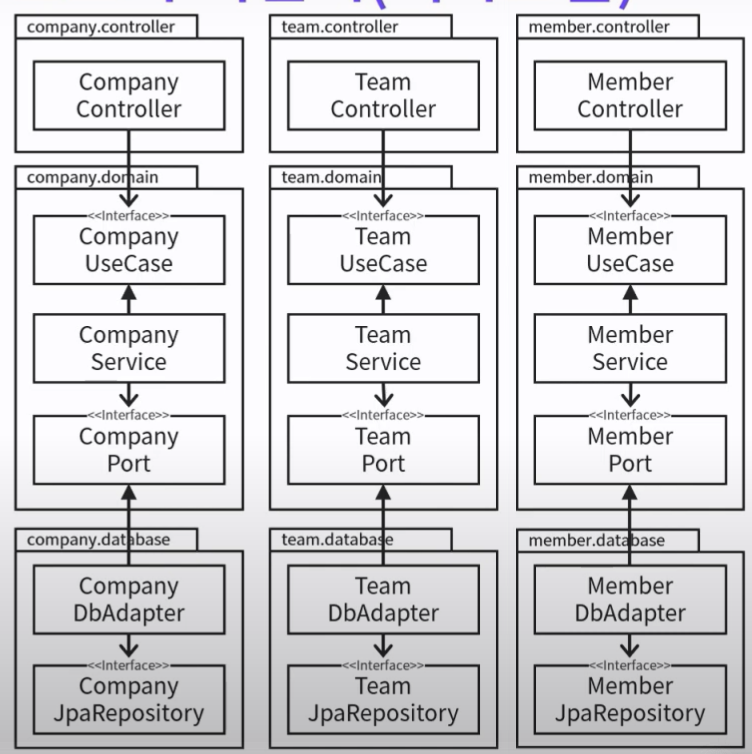 company.controller
Company
Controller
company.domain
<<Interface>>
Company
UseCase
Company
Service
<<Interface>>
Company
Port
company.database
Company
DbAdapter
<<Interface>>
Company
JpaRepository
team.controller
Team
Controller
team.domain
<<Interface>>
Team
UseCase
Team
Service
<<Interface>>
Team
Port
team.database
Team
DbAdapter
<<Interface>>
Team
JpaRepository
member.controller
Member
Controller
member.domain
<<Interface>>
Member
UseCase
Member
Service
<<Interface>>
Member
Port
member.database
Member
DbAdapter
<<Interface>>
Member
JpaRepository